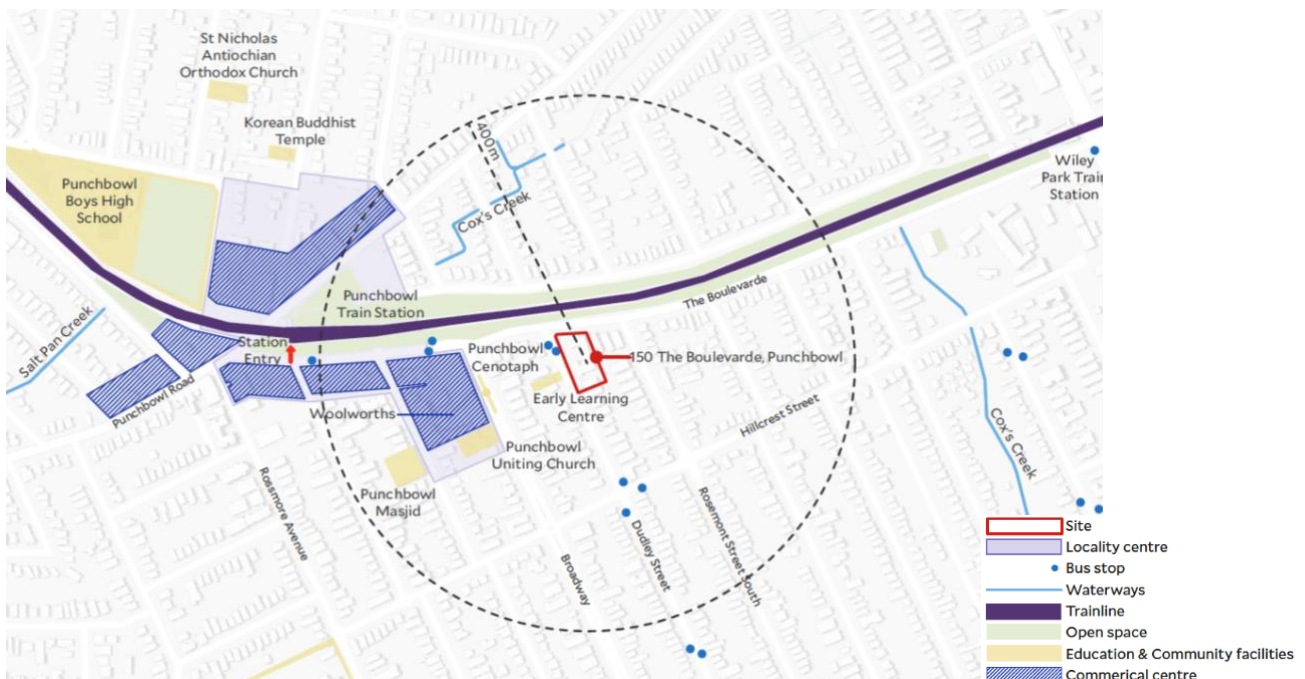 St Nicholas
Antiochian
Orthodox Church
Korean Buddhist
Temple
Punchbowl
Boys High
School
400m
Cox's Creek
Wiley
Park Train
Station
Punchbowl
Train Station
The Boulevarde
Salt Pan Creek
Station
Entry
Punchbowl
Cenotaph
150 The Boulevarde, Punchbowl
Punchbowl Road
Woolworths
Early Learning
Centre
Hillcrest Street
Punchbowl
Uniting Church
Punchbowl
Masjid
Rossmore Avenue
Broadway
Dudley Street
Rosemont Street South
Cox's Creek
Site
Locality centre
Bus stop
Waterways
Trainline
Open space
Education & Community facilities
Commerical centre